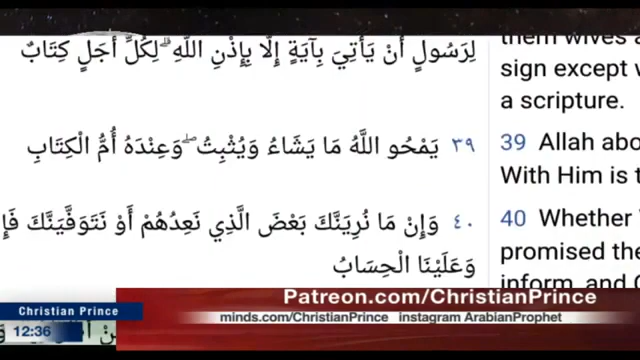 لِرَسُولٍ أَنْ يَأْتِيَ بِآيَةٍ إِلَّا بِإِذْنِ اللَّهِ ۗ لِكُلِّ أَجَلٍ كِتَابٌ
٣٩ يَمْحُو اللَّهُ مَا يَشَاءُ وَيُثْبِتُ ۖ وَعِنْدَهُ أُمُّ الْكِتَابِ
٤٠ وَإِنْ مَا نُرِيَنَّكَ بَعْضَ الَّذِي نَعِدُهُمْ أَوْ نَتَوَفَّيَنَّكَ
وَعَلَيْنَا الْحِسَابُ
them wives
sign except
a scripture.
39 Allah
With Him is
40 Whether
promised the
inform, and
Patreon.com/ChristianPrince
Christian Prince
minds.com/ChristianPrince instagram ArabianProphet
12:36